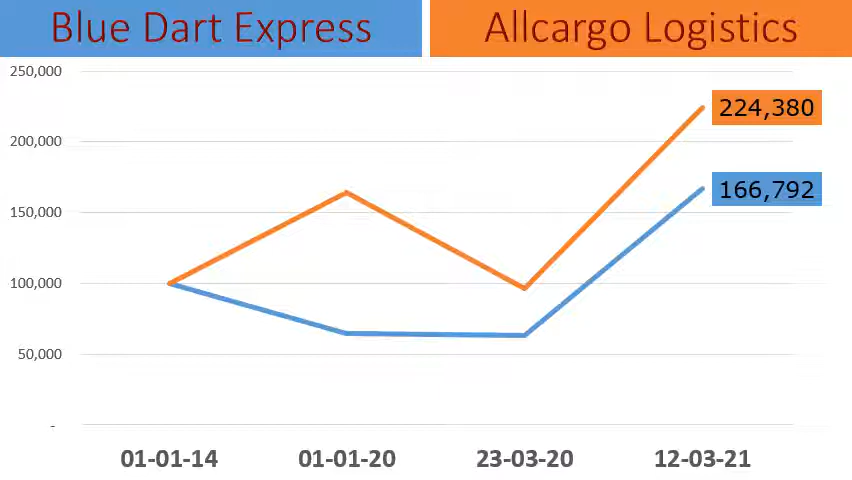 Blue Dart Express
Allcargo Logistics
250,000
224,380
200,000
166,792
150,000
100,000
50,000
-
01-01-14 01-01-20 23-03-20 12-03-21